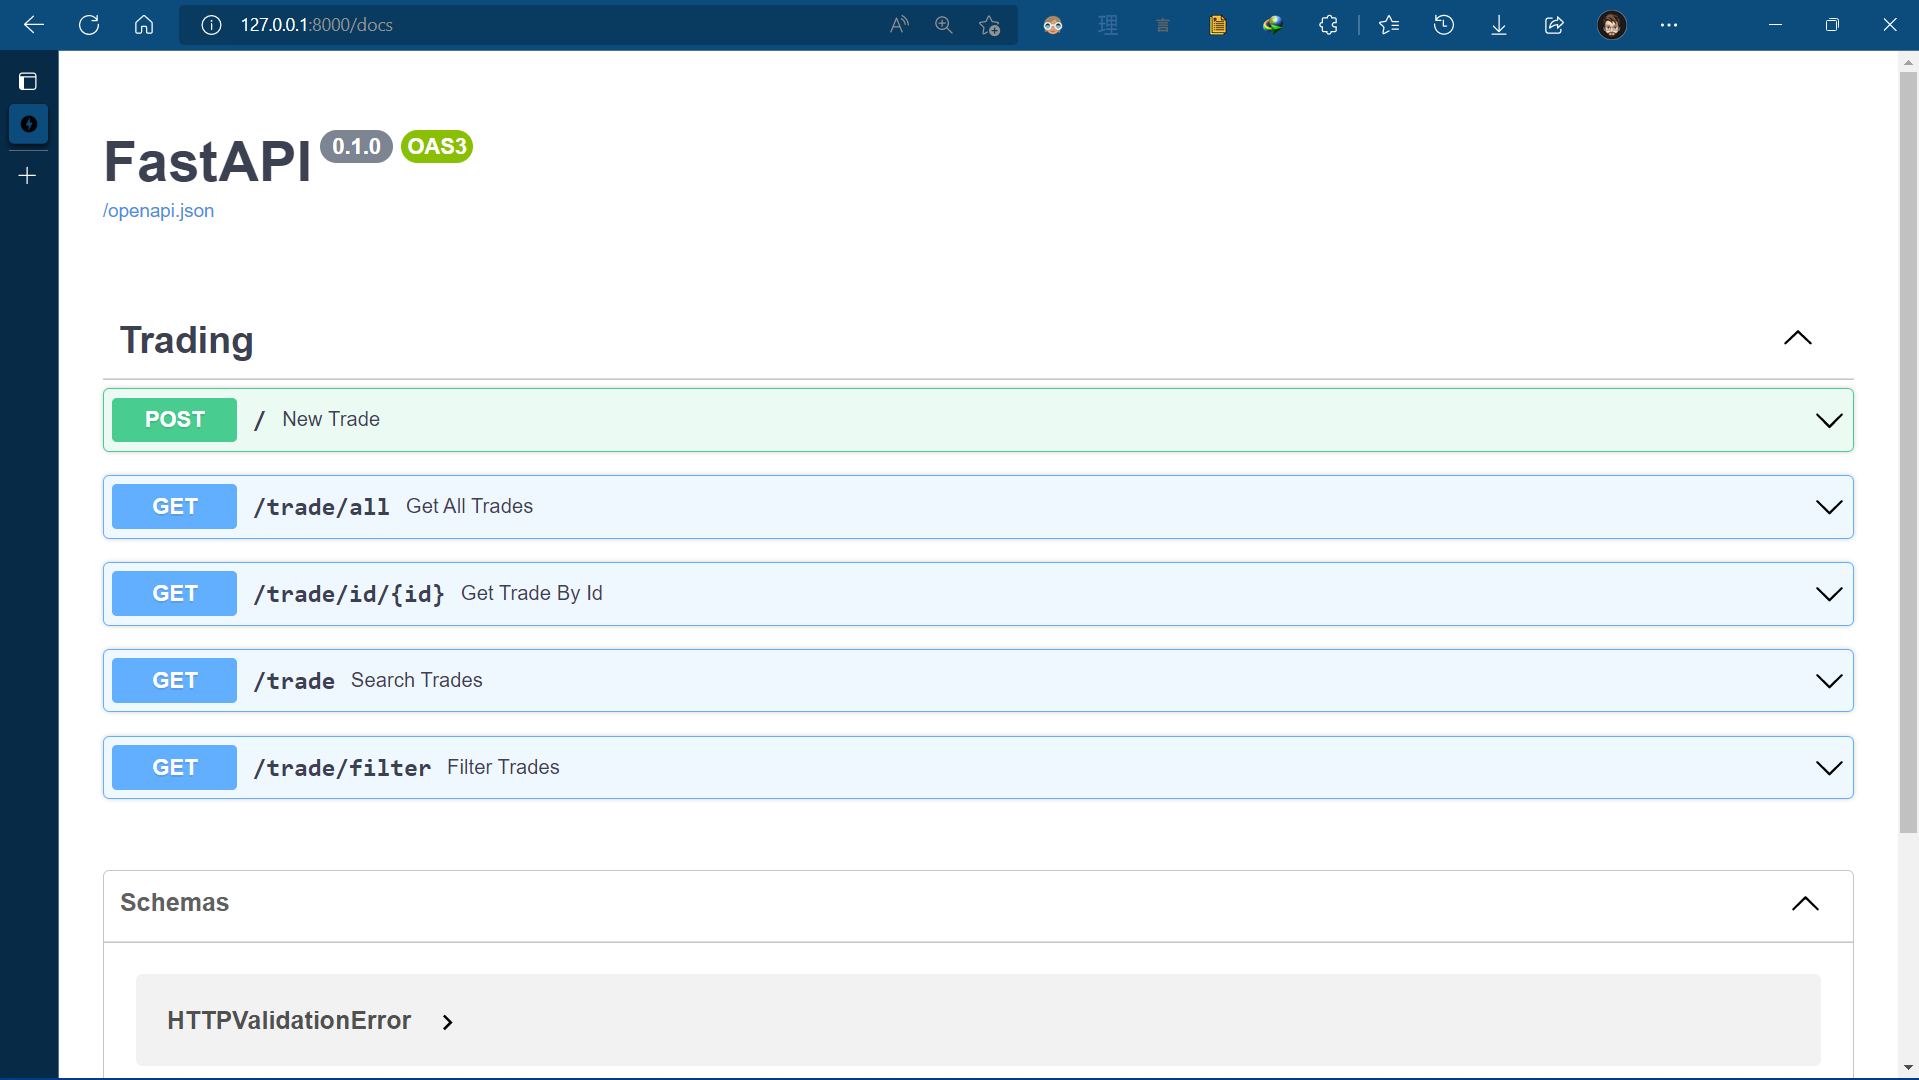 127.0.0.1:8000/docs
理
言
FastAPI 0.1.0 OAS3
/openapi.json
Trading
POST / New Trade
GET /trade/all Get All Trades
GET /trade/id/{id} Get Trade By Id
GET /trade Search Trades
GET /trade/filter Filter Trades
Schemas
HTTPValidationError